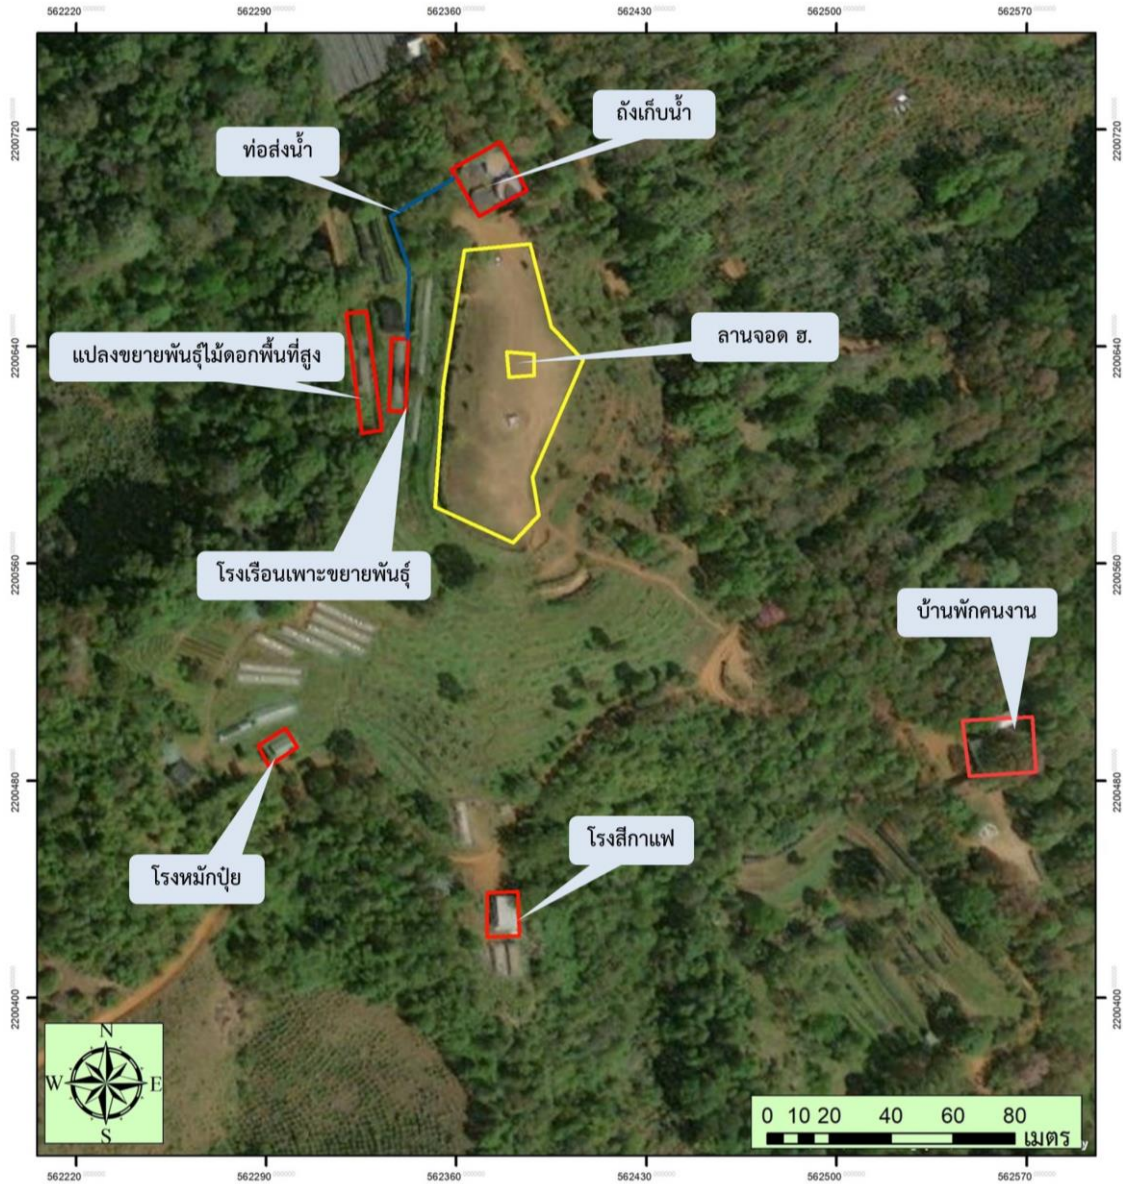 562220 562290 562360 562430 562500 562570
2200720 2200720
ถังเก็บน้ำ
ท่อส่งน้ำ
ลานจอด ฮ.
2200640 2200640
แปลงขยายพันธุ์ไม้ดอกพื้นที่สูง
โรงเรือนเพาะขยายพันธุ์
2200560 2200560
บ้านพักคนงาน
2200480 2200480
โรงสีกาแฟ
โรงหมักปุ๋ย
2200400 2200400
N
W E
S
0 10 20 40 60 80
เมตร
562220 562290 562360 562430 562500 562570